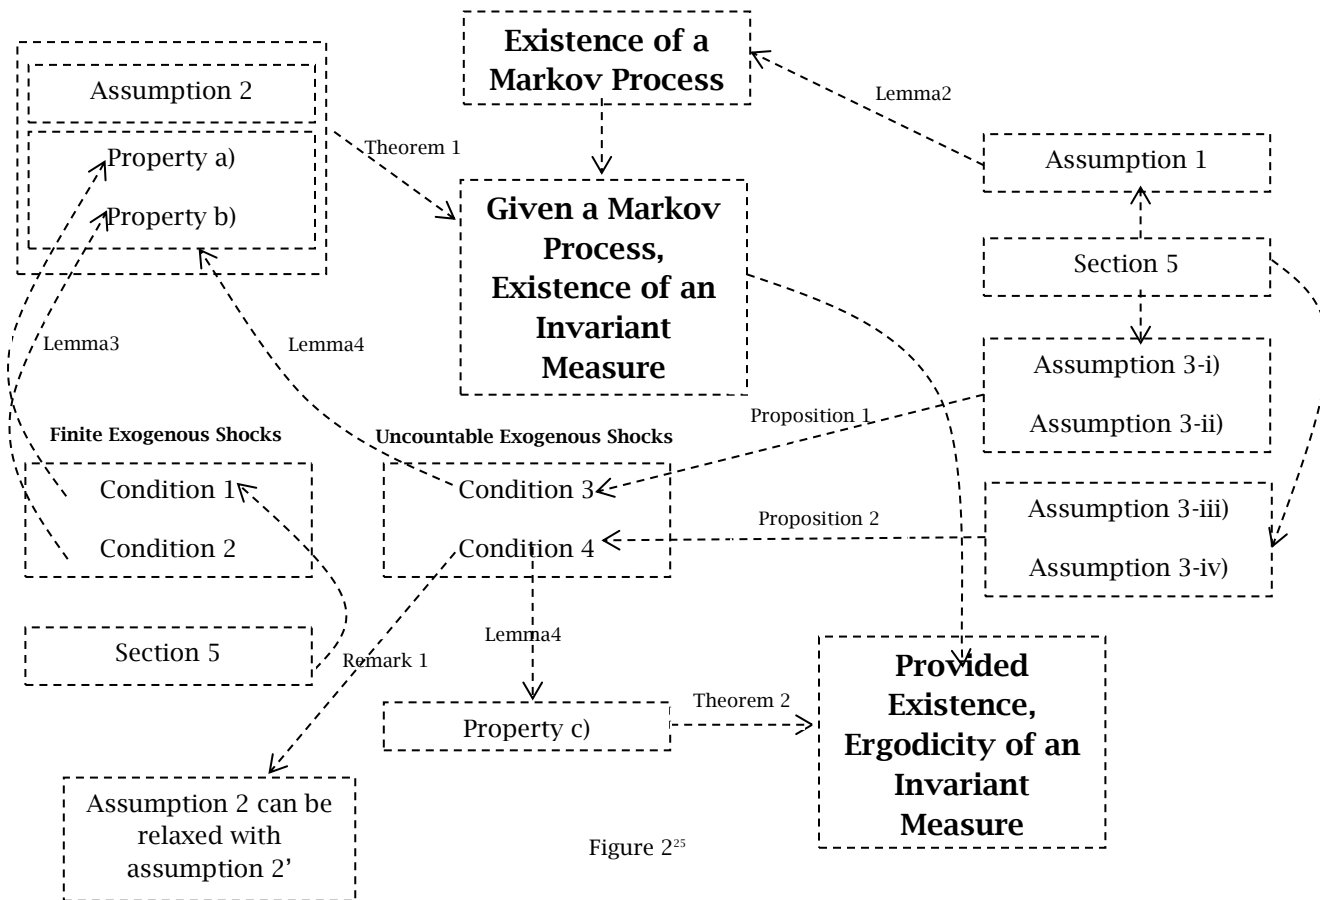 Existence of a
Markov Process
Assumption 2
Property a)
Property b)
Theorem 1
Lemma2
Assumption 1
Section 5
Given a Markov
Process,
Existence of an
Invariant
Measure
Lemma3
Lemma4
Assumption 3-i)
Assumption 3-ii)
Proposition 1
Finite Exogenous Shocks
Uncountable Exogenous Shocks
Condition 1
Condition 2
Condition 3
Condition 4
Proposition 2
Assumption 3-iii)
Assumption 3-iv)
Section 5
Remark 1
Lemma4
Property c)
Theorem 2
Provided
Existence,
Ergodicity of an
Invariant
Measure
Assumption 2 can be
relaxed with
assumption 2’
Figure 2²⁵